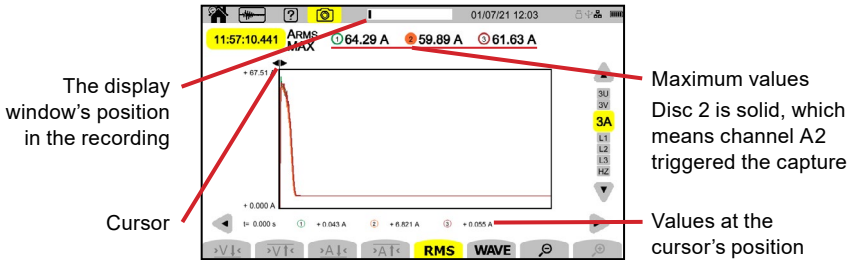 ?
01/07/21 12:03
11:57:10.441
ARMS
MAX
1 64.29 A
2 59.89 A
3 61.63 A
The display
window's position
in the recording
Maximum values
Disc 2 is solid, which
means channel A2
triggered the capture
+ 67.51 A
3U
3V
3A
L1
L2
L3
HZ
+ 0.000 A
Cursor
t= 0.000 s
1 + 0.043 A
2 + 6.821 A
3 + 0.055 A
Values at the
cursor's position
>V
>V
>A
>A
RMS
WAVE